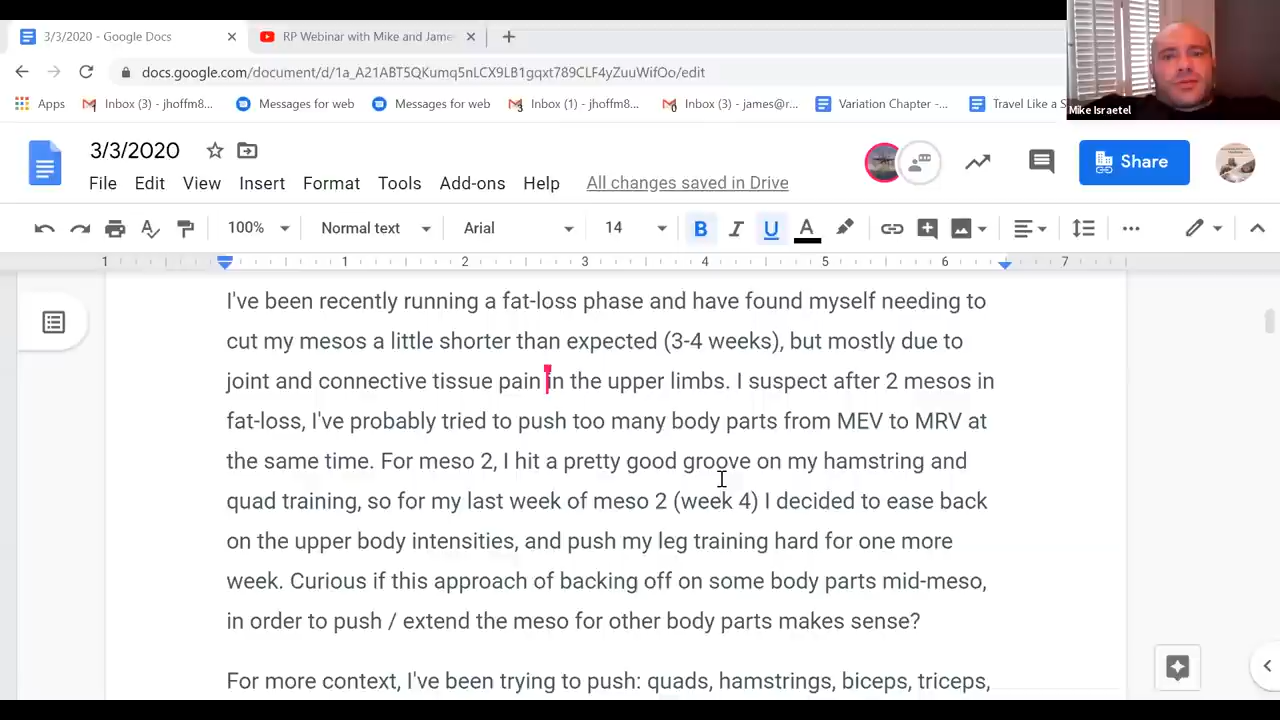 3/3/2020 - Google Docs
RP Webinar with Mike and Jame
docs.google.com/document/d/
Apps
Inbox (3) - jhoffm8...
Messages for web
Messages for web
Inbox (1) - jhoffm8...
Inbox (4) - james@r...
Variation Chapter -...
Travel Like a S
Mike Israetel
3/3/2020
Share
File Edit View Insert Format Tools Add-ons Help All changes saved in Drive
100% Normal text Arial 14 B I U A
1 1 2 3 4 5 6 7
I've been recently running a fat-loss phase and have found myself needing to
cut my mesos a little shorter than expected (3-4 weeks), but mostly due to
joint and connective tissue pain in the upper limbs. I suspect after 2 mesos in
fat-loss, I've probably tried to push too many body parts from MEV to MRV at
the same time. For meso 2, I hit a pretty good groove on my hamstring and
quad training, so for my last week of meso 2 (week 4) I decided to ease back
on the upper body intensities, and push my leg training hard for one more
week. Curious if this approach of backing off on some body parts mid-meso,
in order to push / extend the meso for other body parts makes sense?
For more context, I've been trying to push: quads, hamstrings, biceps, triceps,